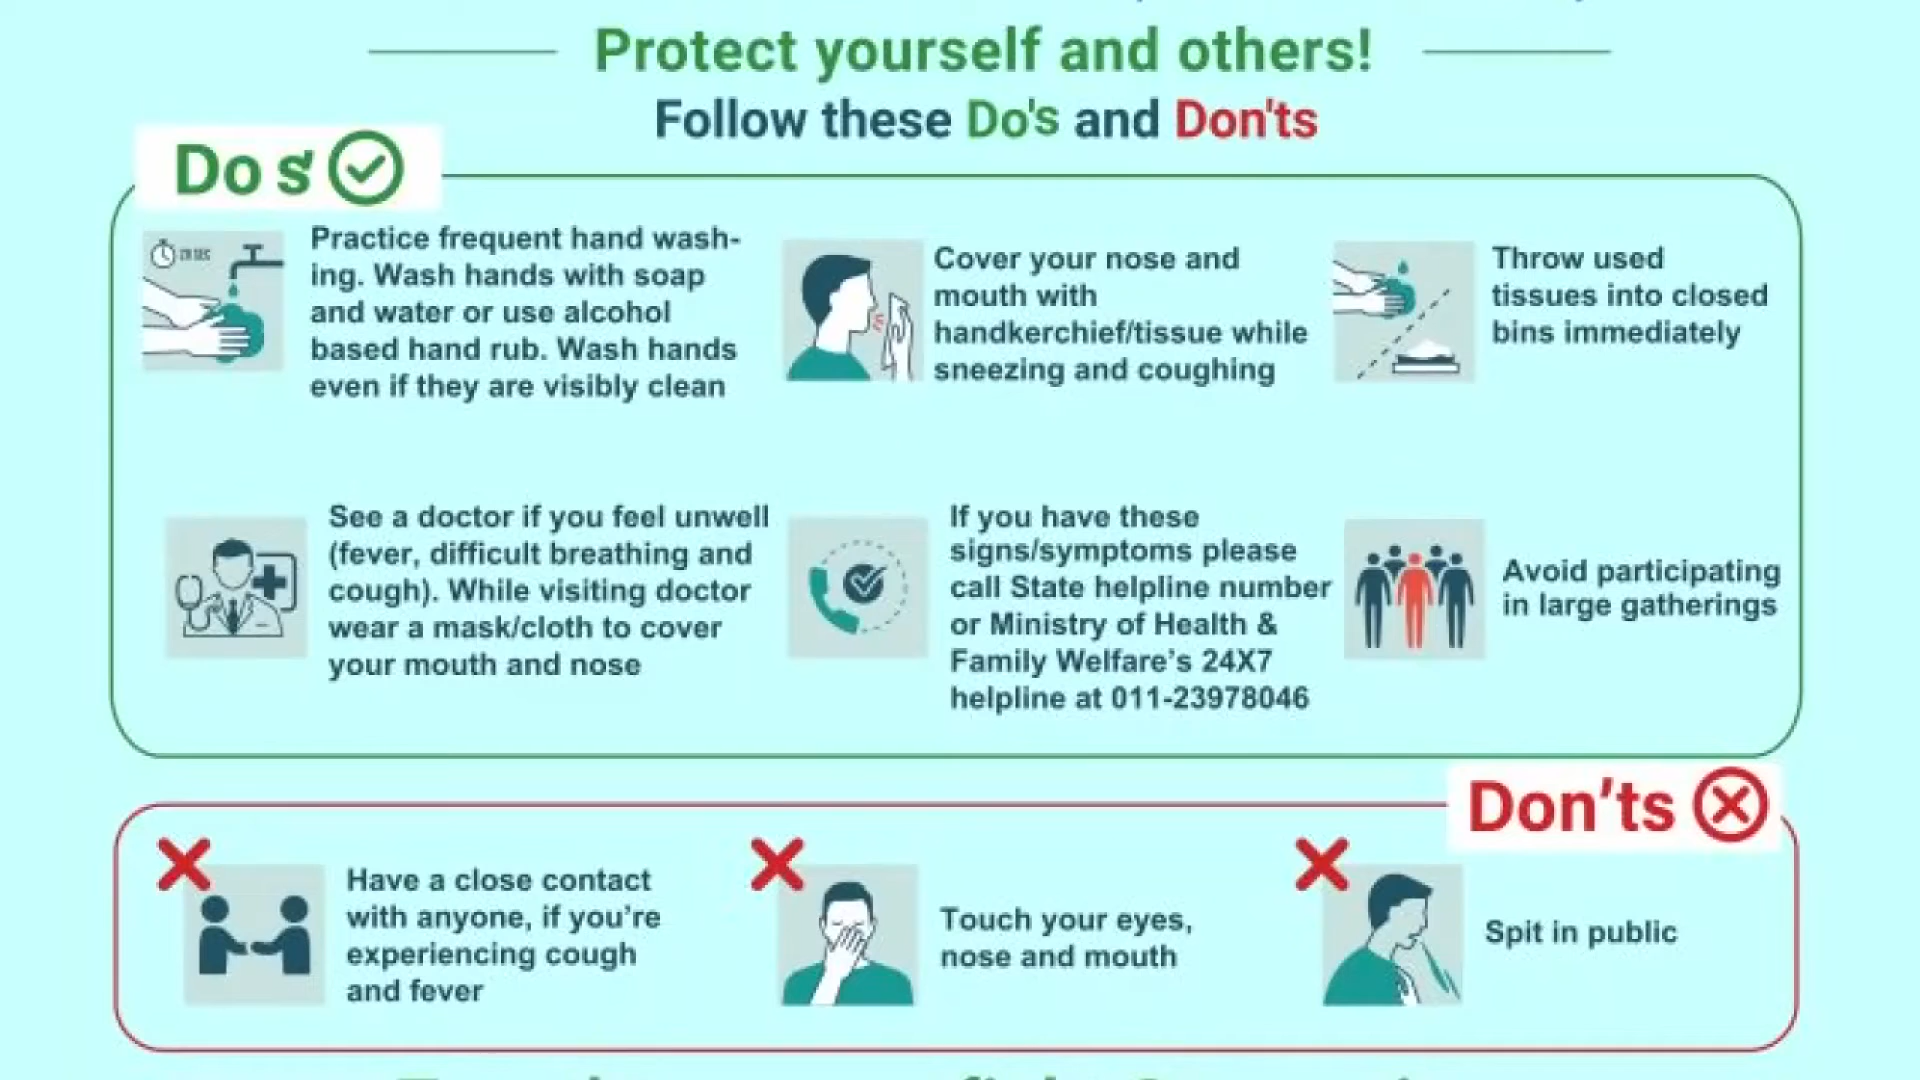 Protect yourself and others!
Follow these Do's and Don'ts
Do s'
20 SEC
Practice frequent hand wash-
ing. Wash hands with soap
and water or use alcohol
based hand rub. Wash hands
even if they are visibly clean
Cover your nose and
mouth with
handkerchief/tissue while
sneezing and coughing
Throw used
tissues into closed
bins immediately
See a doctor if you feel unwell
(fever, difficult breathing and
cough). While visiting doctor
wear a mask/cloth to cover
your mouth and nose
If you have these
signs/symptoms please
call State helpline number
or Ministry of Health &
Family Welfare’s 24X7
helpline at 011-23978046
Avoid participating
in large gatherings
Don’ts
Have a close contact
with anyone, if you’re
experiencing cough
and fever
Touch your eyes,
nose and mouth
Spit in public